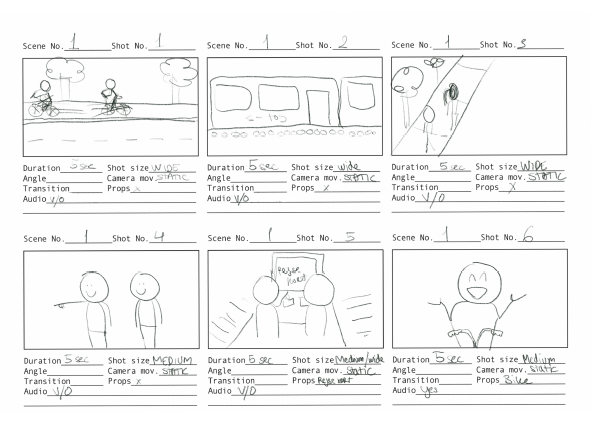 Scene No. 1 Shot No. 1
Duration 5 sec Shot size WIDE
Angle Camera mov. STATIC
Transition Props X
Audio V/O
Scene No. 1 Shot No. 2
Duration 5 sec Shot size wide
Angle Camera mov. STATIC
Transition Props X
Audio V/O
Scene No. 1 Shot No. 3
Duration 5 sec Shot size WIDE
Angle Camera mov. STATIC
Transition Props X
Audio V/O
Scene No. 1 Shot No. 4
Duration 5 sec Shot size MEDIUM
Angle Camera mov. STATIC
Transition Props X
Audio V/O
Scene No. 1 Shot No. 5
Duration 5 sec Shot size Medium/wide
Angle Camera mov. Static
Transition Props
Audio V/O
Scene No. 1 Shot No. 6
Duration 5 sec Shot size Medium
Angle Camera mov. Static
Transition Props Bike
Audio yes